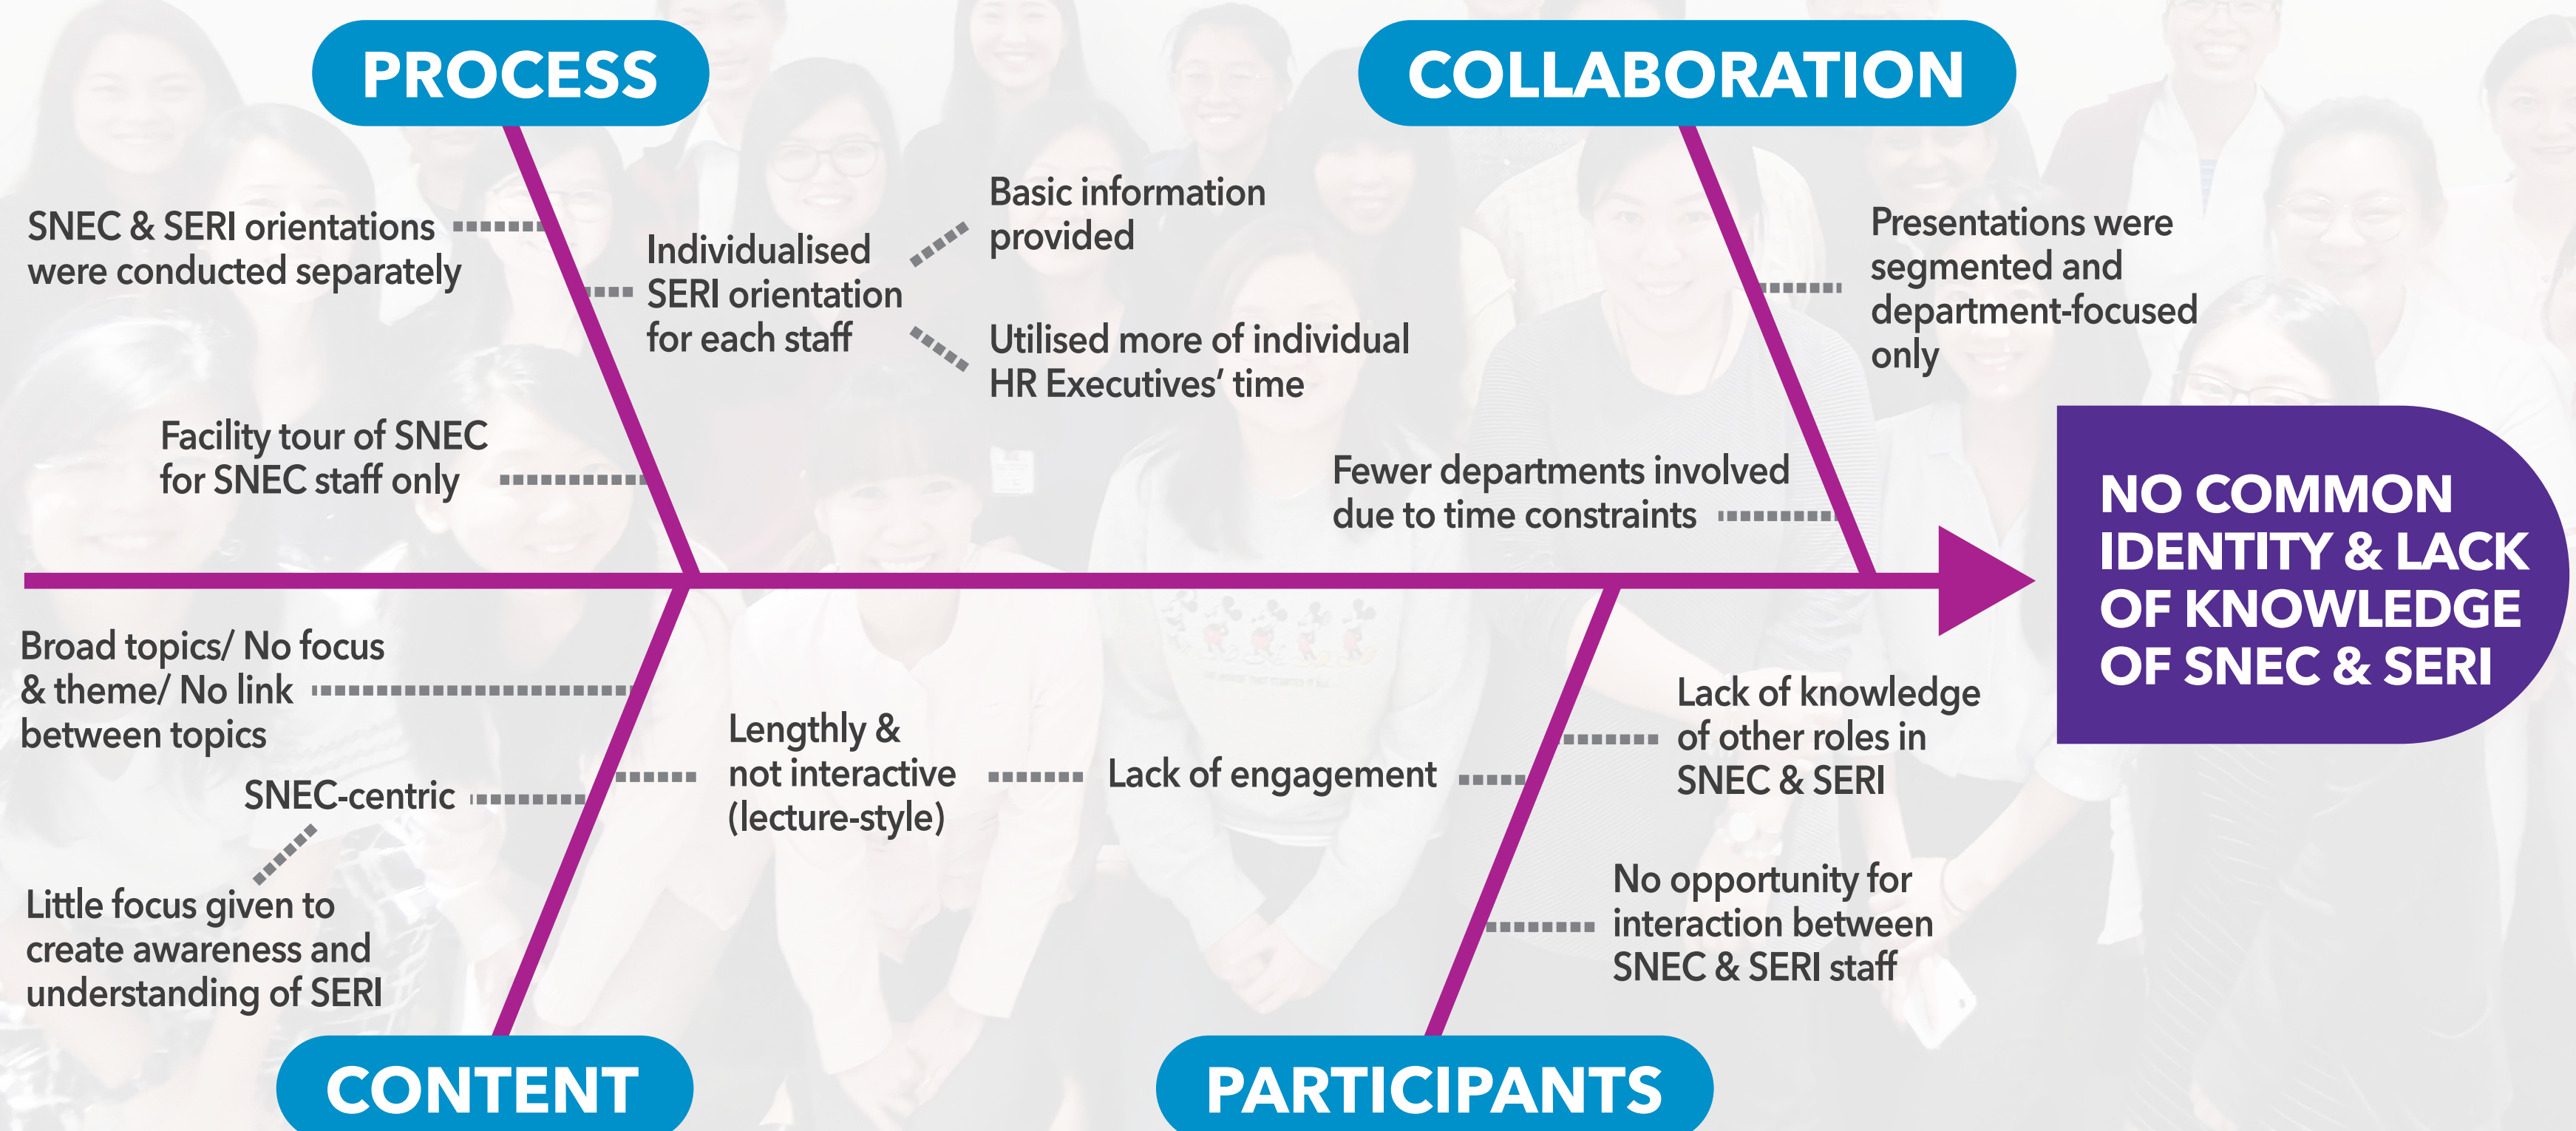 PROCESS
COLLABORATION
SNEC & SERI orientations
were conducted separately
Individualised
SERI orientation
for each staff
Basic information
provided
Utilised more of individual
HR Executives’ time
Facility tour of SNEC
for SNEC staff only
Presentations were
segmented and
department-focused
only
Fewer departments involved
due to time constraints
NO COMMON
IDENTITY & LACK
OF KNOWLEDGE
OF SNEC & SERI
Broad topics/ No focus
& theme/ No link
between topics
SNEC-centric
Little focus given to
create awareness and
understanding of SERI
Lengthly &
not interactive
(lecture-style)
Lack of engagement
Lack of knowledge
of other roles in
SNEC & SERI
No opportunity for
interaction between
SNEC & SERI staff
CONTENT
PARTICIPANTS